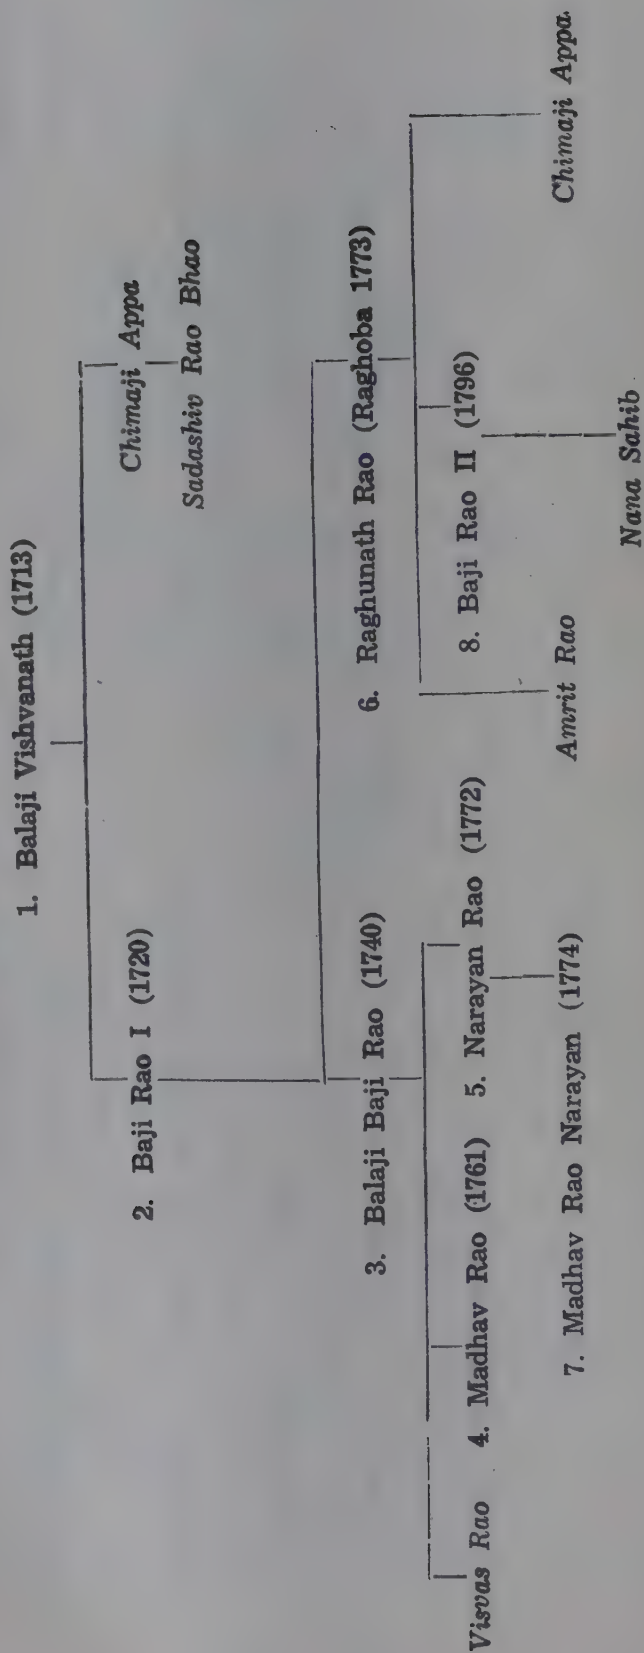 1. Balaji Vishvanath (1713)
2. Baji Rao I (1720)
Chimaji Appa
Sadashiv Rao Bhao
3. Balaji Baji Rao (1740)
6. Raghunath Rao (Raghoba 1773)
Visvas Rao
4. Madhav Rao (1761)
5. Narayan Rao (1772)
8. Baji Rao II (1796)
7. Madhav Rao Narayan (1774)
Amrit Rao
Chimaji Appa.
Nana Sahib